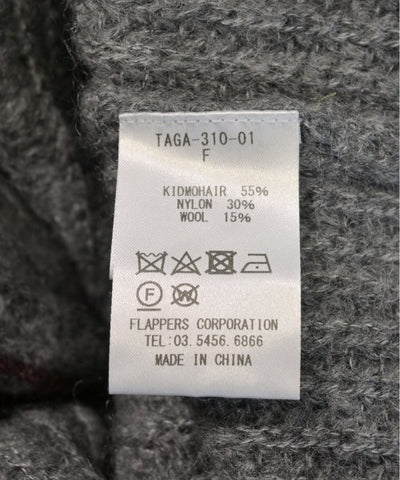 TAGA-310-01
F
KIDMOHAIR 55%
NYLON 30%
WOOL 15%
F W
FLAPPERS CORPORATION
TEL:03.5456.6866
MADE IN CHINA